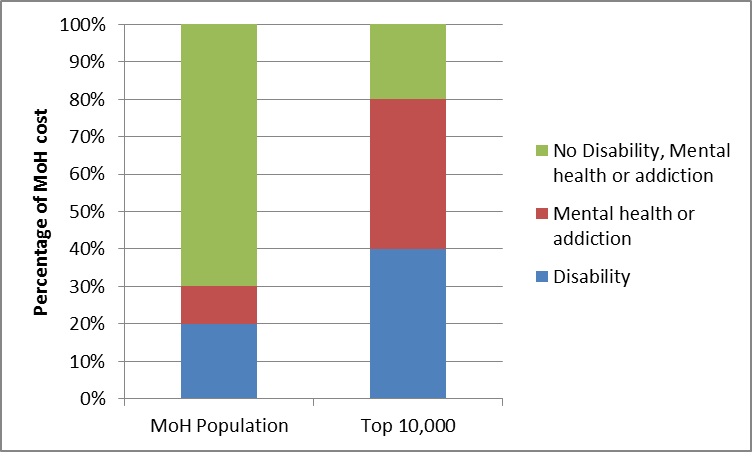 100%
90%
80%
70%
60%
50%
40%
30%
20%
10%
0%
Percentage of MoH cost
MoH Population
Top 10,000
No Disability, Mental
health or addiction
Mental health or
addiction
Disability